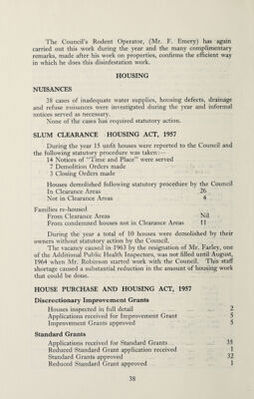 The Council's Rodent Operator, (Mr. F. Emery) has again
carried out this work during the year and the many complimentary
remarks, made after his work on properties, confirms the efficient way
in which he does this disinfestation work.
HOUSING
NUISANCES
38 cases of inadequate water supplies, housing defects, drainage
and refuse nuisances were investigated during the year and informal
notices served as necessary.
None of the cases has required statutory action.
SLUM CLEARANCE HOUSING ACT, 1957
During the year 15 unfit houses were reported to the Council and
the following statutory procedure was taken:—
14 Notices of "Time and Place" were served
7 Demolition Orders made
3 Closing Orders made
Houses demolished following statutory procedure by the Council
In Clearance Areas 26
Not in Clearance Areas 4
Families re-housed
From Clearance Areas Nil
From condemned houses not in Clearance Areas 11
During the year a total of 10 houses were demolished by their
owners without statutory action by the Council.
The vacancy caused in 1963 by the resignation of Mr. Farley, one
of the Additional Public Health Inspectors, was not filled until August,
1964 when Mr. Robinson started work with the Council. This staff
shortage caused a substantial reduction in the amount of housing work
that could be done.
HOUSE PURCHASE AND HOUSING ACT, 1957
Discretionary Improvement Grants
Houses inspected in full detail 2
Applications received for Improvement Grant 5
Improvements Grants approved 5
Standard Grants
Applications received for Standard Grants 35
Reduced Standard Grant application received 1
Standard Grants approved 32
Reduced Standard Grant approved 1
38